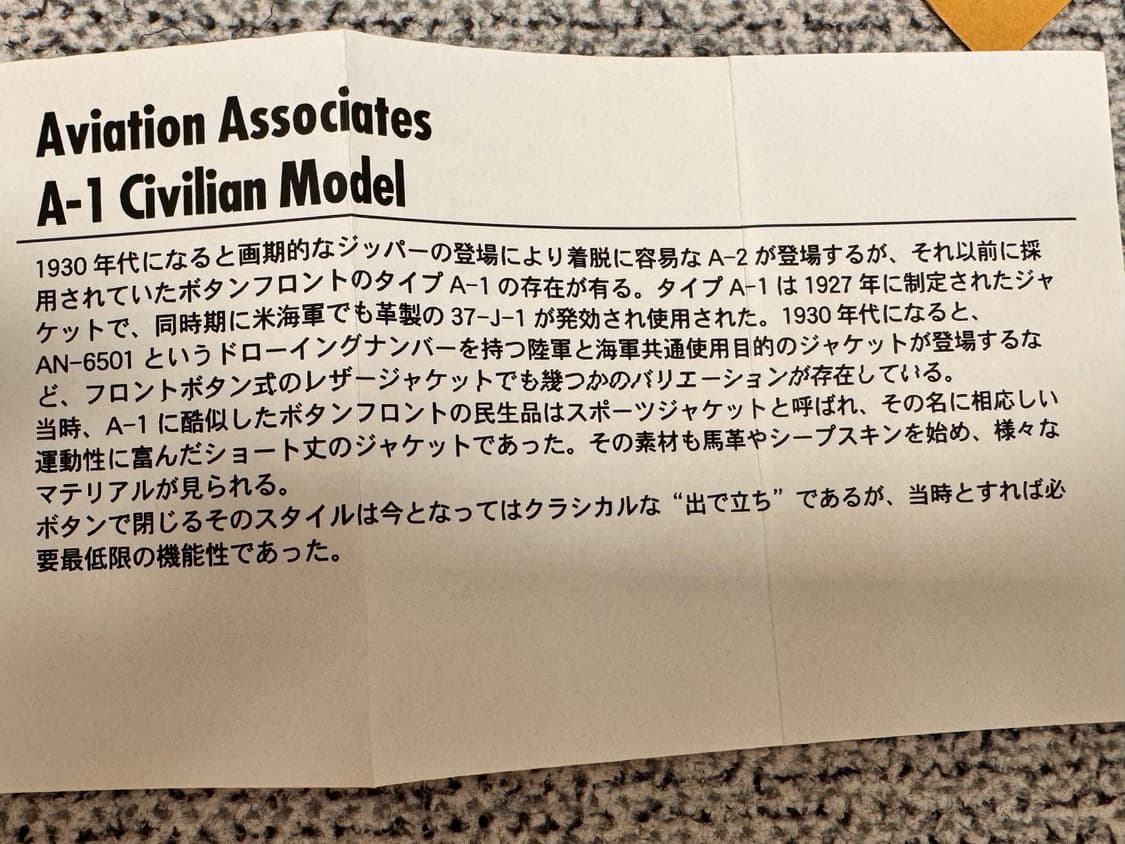 Aviation Associates
A-1 Civilian Model
1930 年代になると画期的なジッパーの登場により着脱に容易な A-2 が登場するが、それ以前に採
用されていたボタンフロントのタイプ A-1 の存在が有る。タイプ A-1 は 1927 年に制定されたジャ
ケットで、同時期に米海軍でも革製の 37-J-1 が発効され使用された。1930 年代になると、
AN-6501 というドローイングナンバーを持つ陸軍と海軍共通使用目的のジャケットが登場するな
ど、フロントボタン式のレザージャケットでも幾つかのバリエーションが存在している。
当時、A-1 に酷似したボタンフロントの民生品はスポーツジャケットと呼ばれ、その名に相応しい
運動性に富んだショート丈のジャケットであった。その素材も馬革やシープスキンを始め、様々な
マテリアルが見られる。
ボタンで閉じるそのスタイルは今となってはクラシカルな “出で立ち” であるが、当時とすれば必
要最低限の機能性であった。